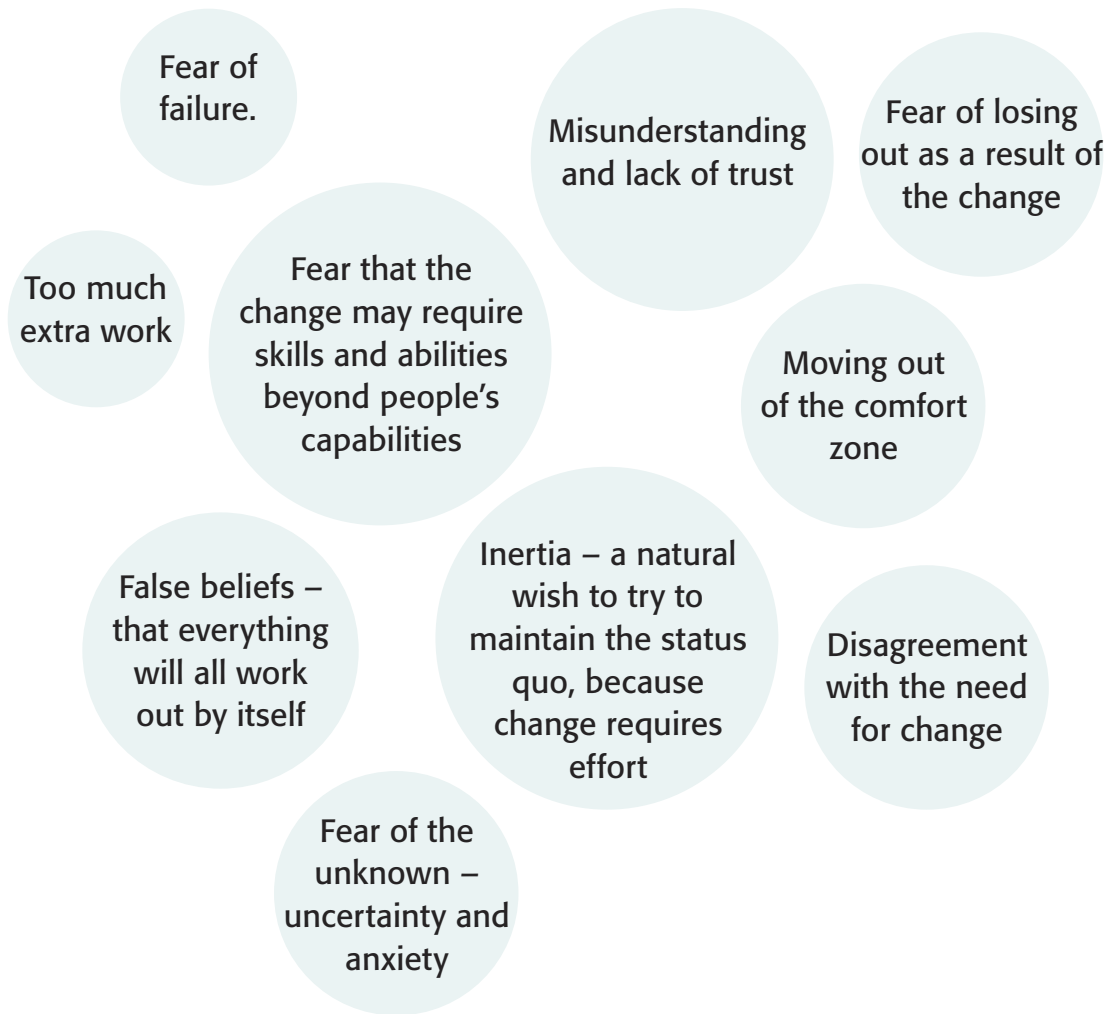 Fear of
failure.
Misunderstanding
and lack of trust
Fear of losing
out as a result of
the change
Too much
extra work
Fear that the
change may require
skills and abilities
beyond people’s
capabilities
Moving out
of the comfort
zone
False beliefs –
that everything
will all work
out by itself
Inertia – a natural
wish to try to
maintain the status
quo, because
change requires
effort
Disagreement
with the need
for change
Fear of the
unknown –
uncertainty and
anxiety